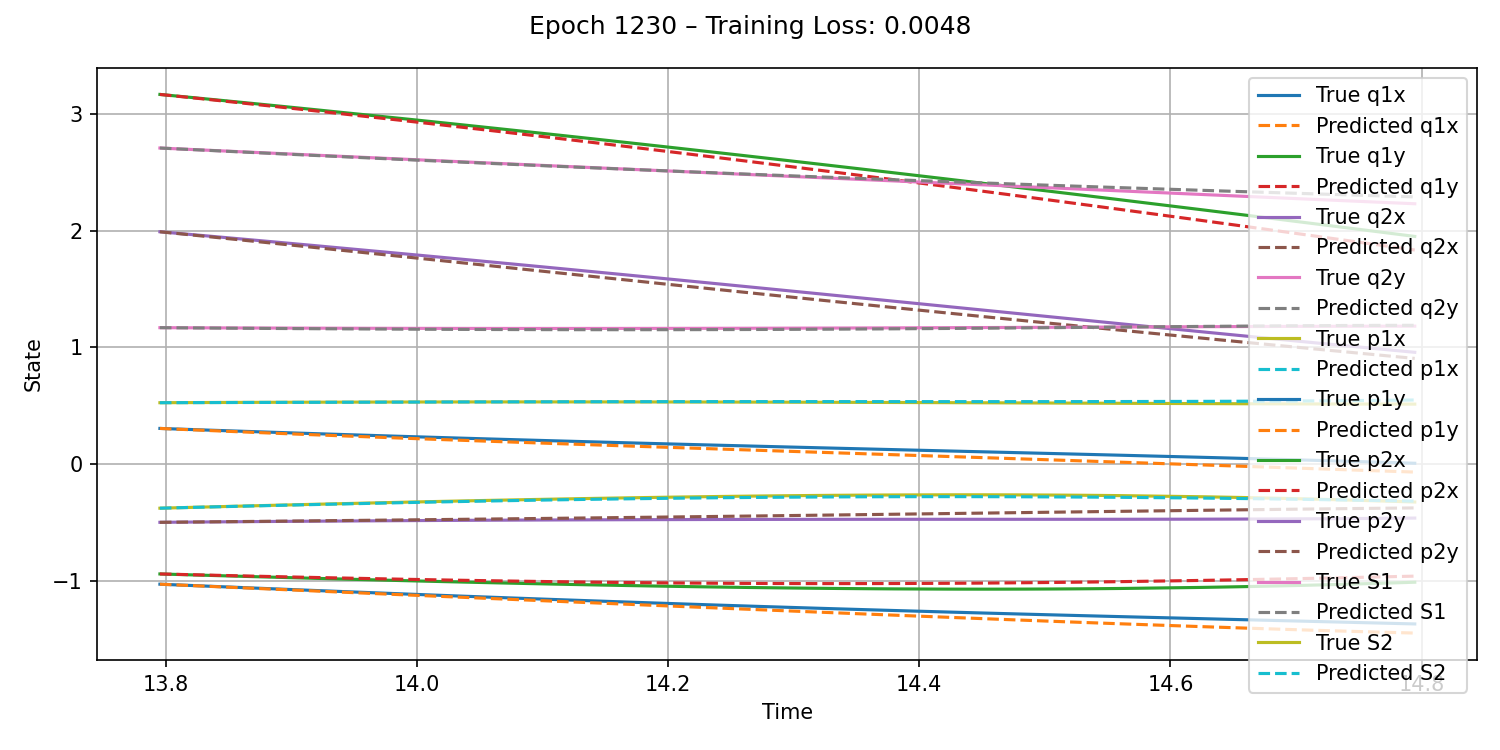 Epoch 1230 – Training Loss: 0.0048
State
3
2
1
0
−1
True q1x
Predicted q1x
True q1y
Predicted q1y
True q2x
Predicted q2x
True q2y
Predicted q2y
True p1x
Predicted p1x
True p1y
Predicted p1y
True p2x
Predicted p2x
True p2y
Predicted p2y
True S1
Predicted S1
True S2
Predicted S2
13.8 14.0 14.2 14.4 14.6 14.8
Time